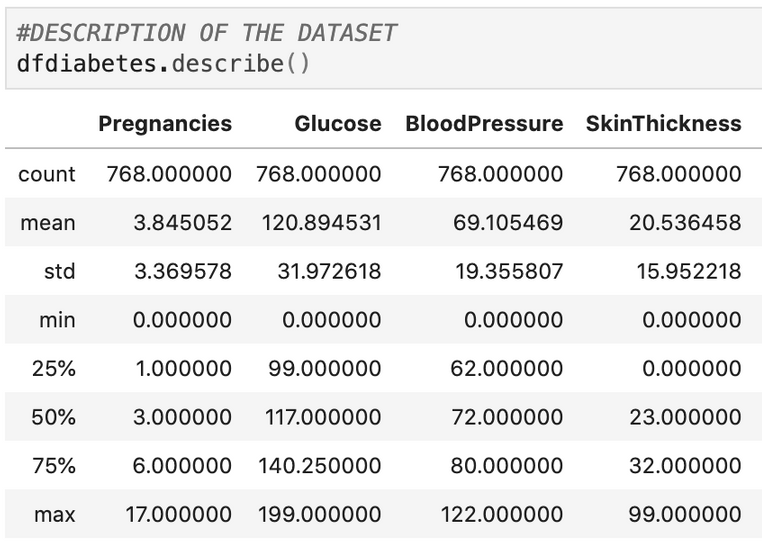 #DESCRIPTION OF THE DATASET
dfdiabetes.describe()
Pregnancies Glucose BloodPressure SkinThickness
count 768.000000 768.000000 768.000000 768.000000
mean 3.845052 120.894531 69.105469 20.536458
std 3.369578 31.972618 19.355807 15.952218
min 0.000000 0.000000 0.000000 0.000000
25% 1.000000 99.000000 62.000000 0.000000
50% 3.000000 117.000000 72.000000 23.000000
75% 6.000000 140.250000 80.000000 32.000000
max 17.000000 199.000000 122.000000 99.000000